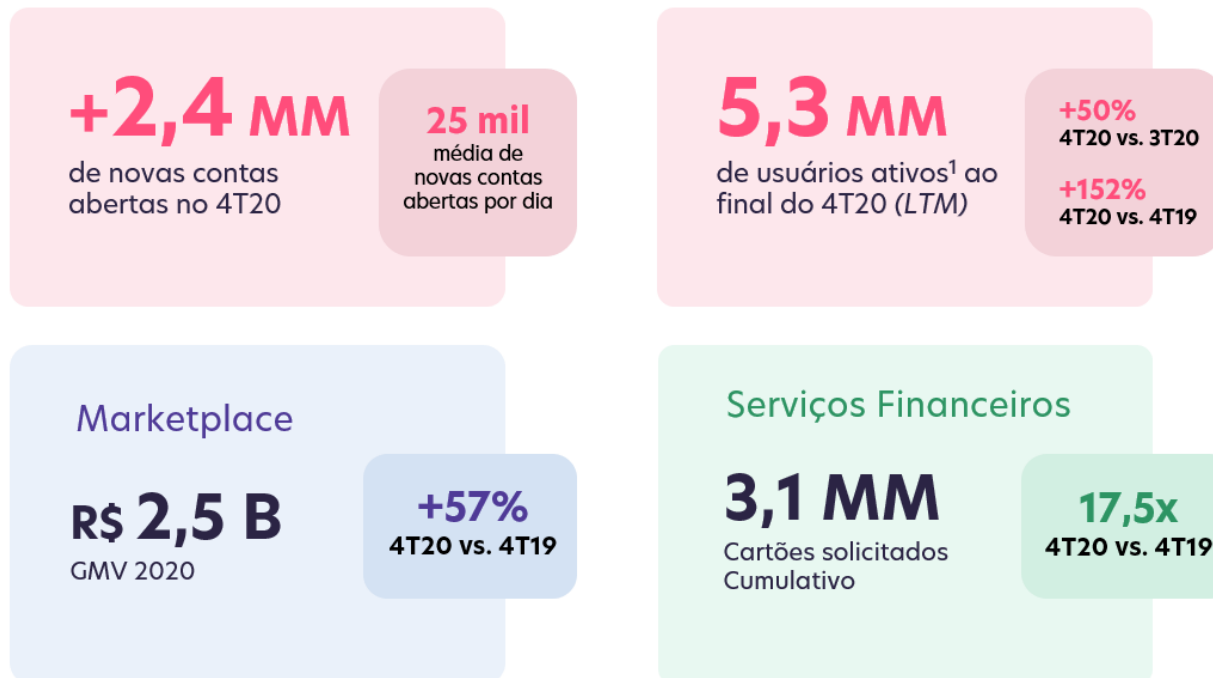 +2,4 MM
de novas contas
abertas no 4T20
25 mil
média de
novas contas
abertas por dia
5,3 MM
de usuários ativos¹ ao
final do 4T20 (LTM)
+50%
4T20 vs. 3T20
+152%
4T20 vs. 4T19
Marketplace
R$ 2,5 B
GMV 2020
+57%
4T20 vs. 4T19
Serviços Financeiros
3,1 MM
Cartões solicitados
Cumulativo
17,5x
4T20 vs. 4T19